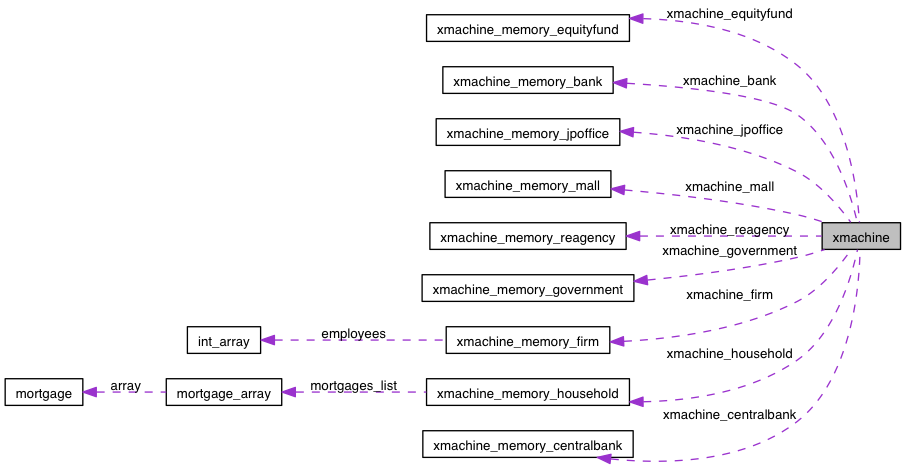 xmachine_equityfund
xmachine_memory_equityfund
xmachine_bank
xmachine_memory_bank
xmachine_jpoffice
xmachine_memory_jpoffice
xmachine_mall
xmachine_memory_mall
xmachine_reagency
xmachine_memory_reagency
xmachine
xmachine_government
xmachine_memory_government
xmachine_firm
employees
int_array
xmachine_memory_firm
xmachine_household
array
mortgages_list
mortgage
mortgage_array
xmachine_memory_household
xmachine_centralbank
xmachine_memory_centralbank